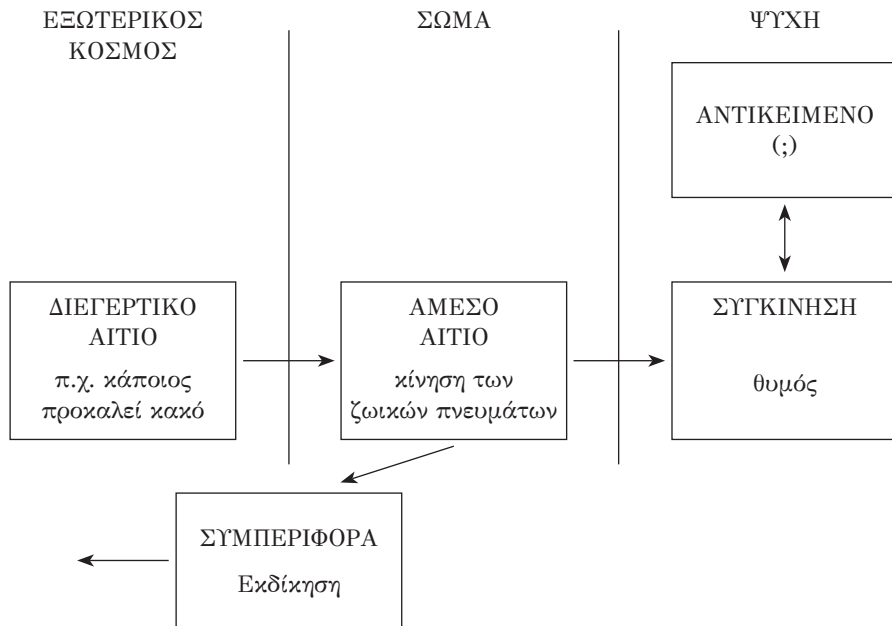 ΕΞΩΤΕΡΙΚΟΣ
ΚΟΣΜΟΣ
ΣΩΜΑ
ΨΥΧΗ
ΑΝΤΙΚΕΙΜΕΝΟ
(;)
ΔΙΕΓΕΡΤΙΚΟ
ΑΙΤΙΟ
π.χ. κάποιος
προκαλεί κακό
ΑΜΕΣΟ
ΑΙΤΙΟ
κίνηση των
ζωικών πνευμάτων
ΣΥΓΚΙΝΗΣΗ
θυμός
ΣΥΜΠΕΡΙΦΟΡΑ
Εκδίκηση